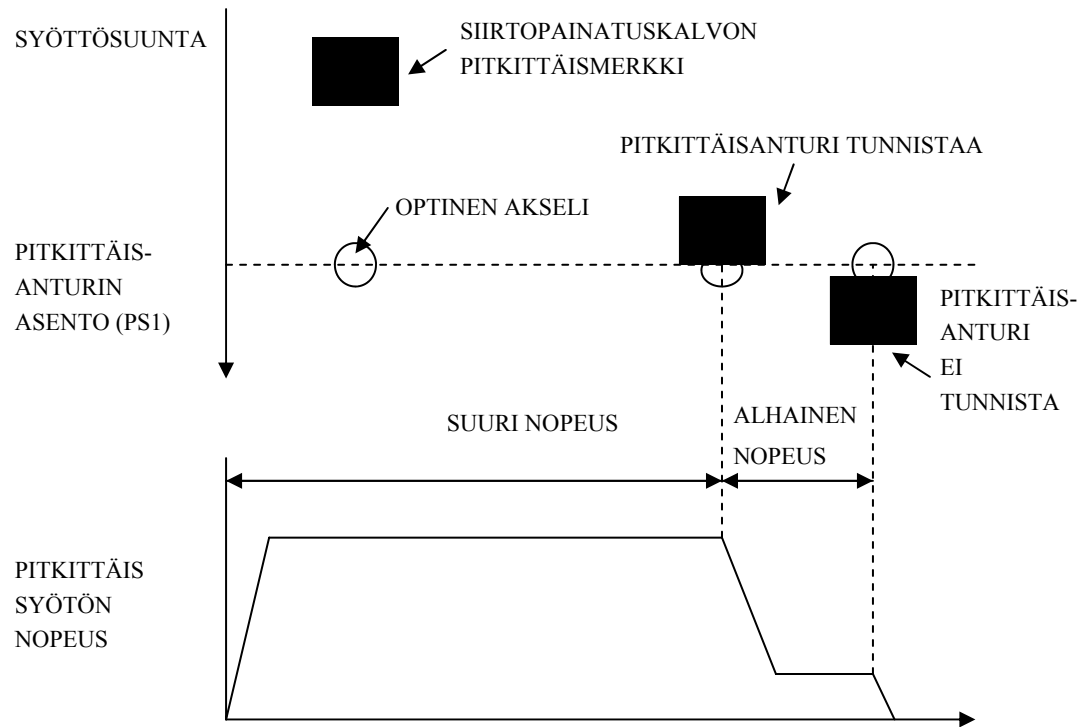 SYÖTTÖSUUNTA
SIIRTOPAINATUSKALVON
PITKITTÄISMERKKI
PITKITTÄISANTURI TUNNISTAA
OPTINEN AKSELI
PITKITTÄIS-
ANTURIN
ASENTO (PS1)
PITKITTÄIS-
ANTURI
EI
TUNNISTA
SUURI NOPEUS
ALHAINEN
NOPEUS
PITKITTÄIS
SYÖTÖN
NOPEUS